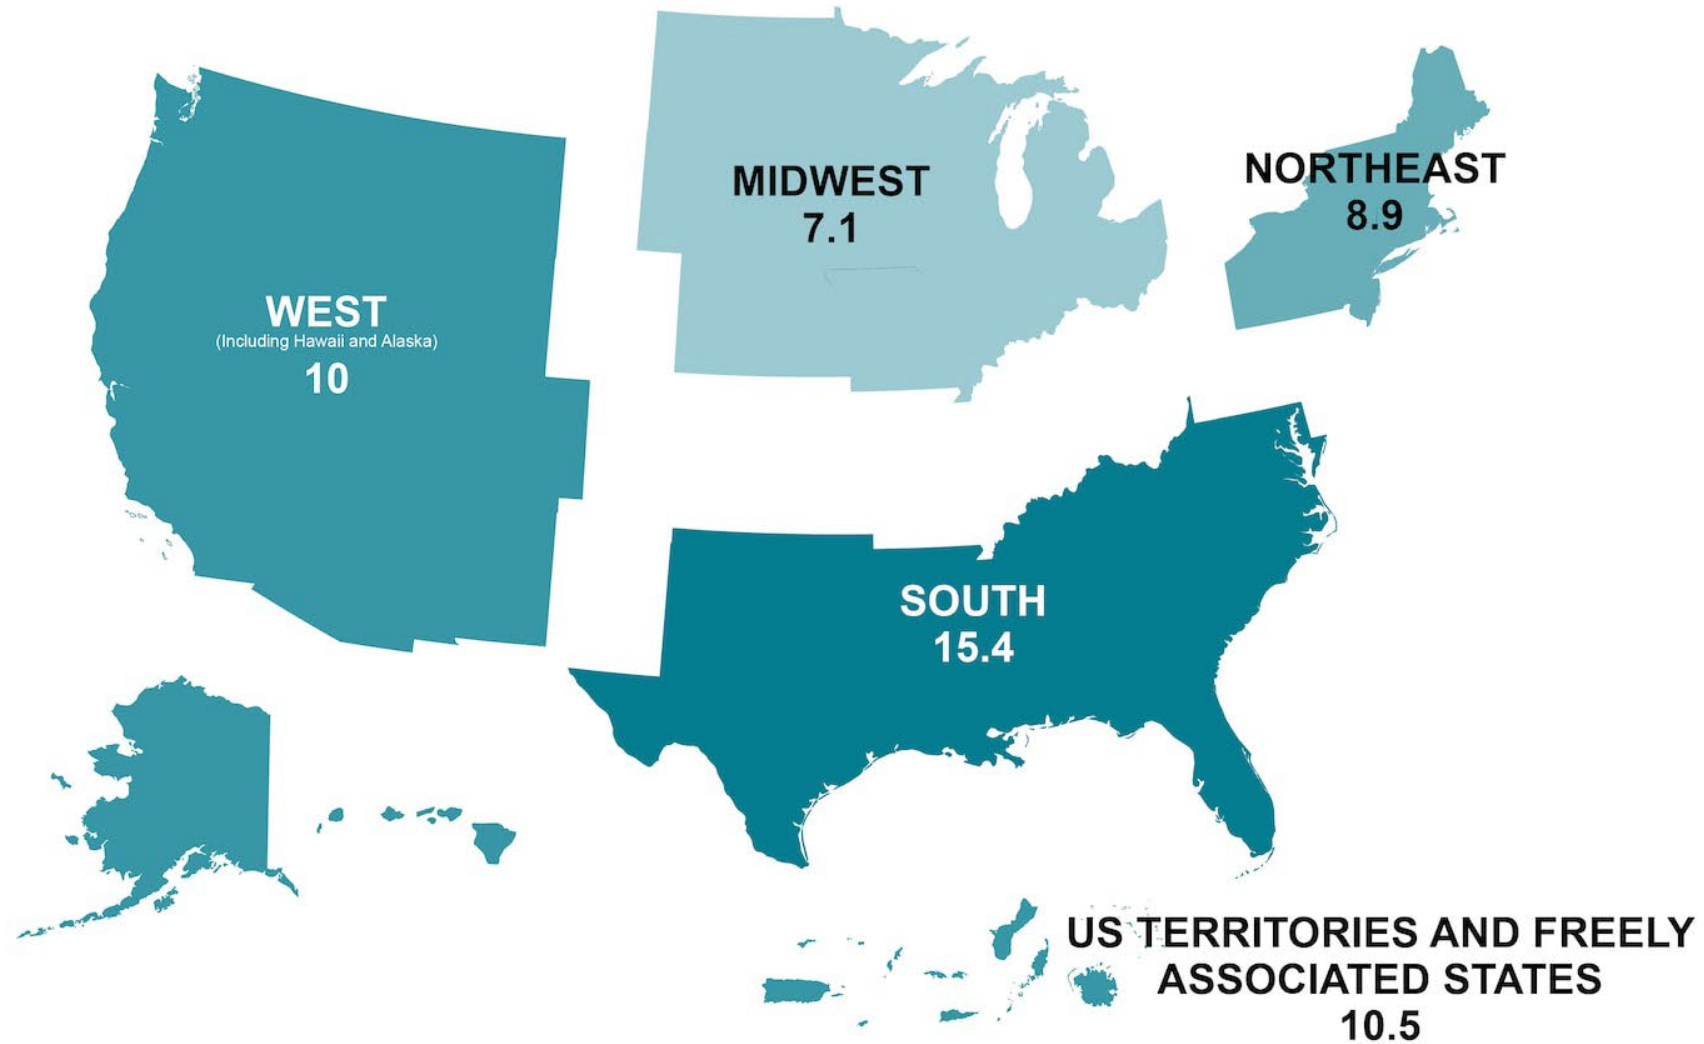 MIDWEST
7.1
NORTHEAST
8.9
WEST
(Including Hawaii and Alaska)
10
SOUTH
15.4
US TERRITORIES AND FREELY
ASSOCIATED STATES
10.5